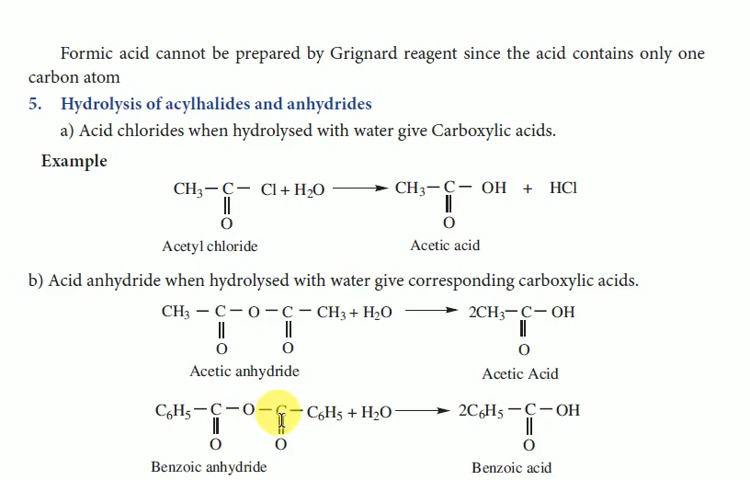 Formic acid cannot be prepared by Grignard reagent since the acid contains only one
carbon atom
5. Hydrolysis of acylhalides and anhydrides
a) Acid chlorides when hydrolysed with water give Carboxylic acids.
Example
CH₃ – C – Cl + H₂O ⟶ CH₃ – C – OH + HCl
|| ||
O O
Acetyl chloride Acetic acid
b) Acid anhydride when hydrolysed with water give corresponding carboxylic acids.
CH₃ – C – O – C – CH₃ + H₂O ⟶ 2CH₃ – C – OH
|| || ||
O O O
Acetic anhydride Acetic Acid
C₆H₅ – C – O – C – C₆H₅ + H₂O ⟶ 2C₆H₅ – C – OH
|| || ||
O O O
Benzoic anhydride Benzoic acid